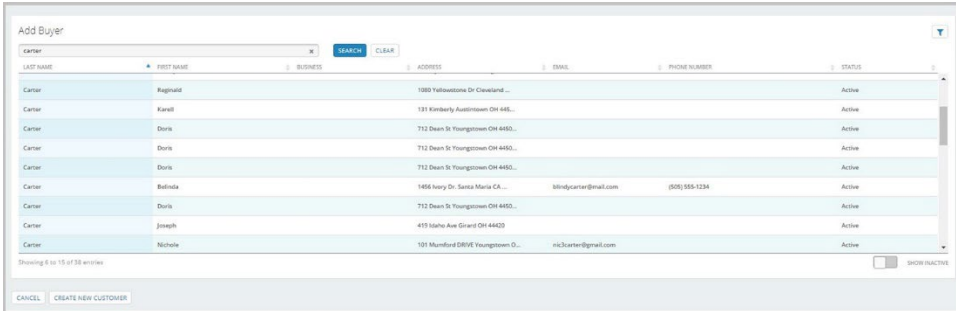 Add Buyer
carter x SEARCH CLEAR
LAST NAME FIRST NAME BUSINESS ADDRESS EMAIL PHONE NUMBER STATUS
Carter Reginald 1080 Yellowstone Dr Cleveland ... Active
Carter Karell 131 Kimberly Austintown OH 445... Active
Carter Doris 712 Dean St Youngstown OH 4450... Active
Carter Doris 712 Dean St Youngstown OH 4450... Active
Carter Doris 712 Dean St Youngstown OH 4450... Active
Carter Belinda 1456 Ivory Dr. Santa Maria CA ... blindycarter@mail.com (505) 555-1234 Active
Carter Doris 712 Dean St Youngstown OH 4450... Active
Carter Joseph 419 Idaho Ave Girard OH 44420 Active
Carter Nichole 101 Mumford DRIVE Youngstown O... nic3carter@gmail.com Active
Showing 6 to 15 of 38 entries SHOW INACTIVE
CANCEL CREATE NEW CUSTOMER